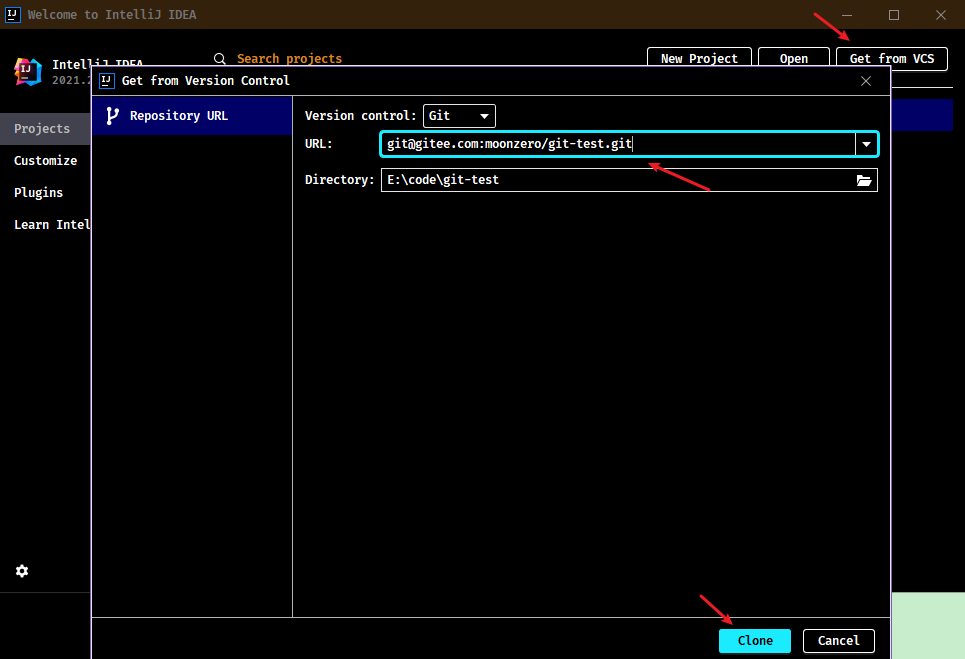 Welcome to IntelliJ IDEA
IntelliJ IDEA
2021.2
Search projects
New Project
Open
Get from VCS
Get from Version Control
Projects
Customize
Plugins
Learn Intel
Repository URL
Version control: Git
URL: git@gitee.com:moonzero/git-test.git
Directory: E:\code\git-test
Clone
Cancel